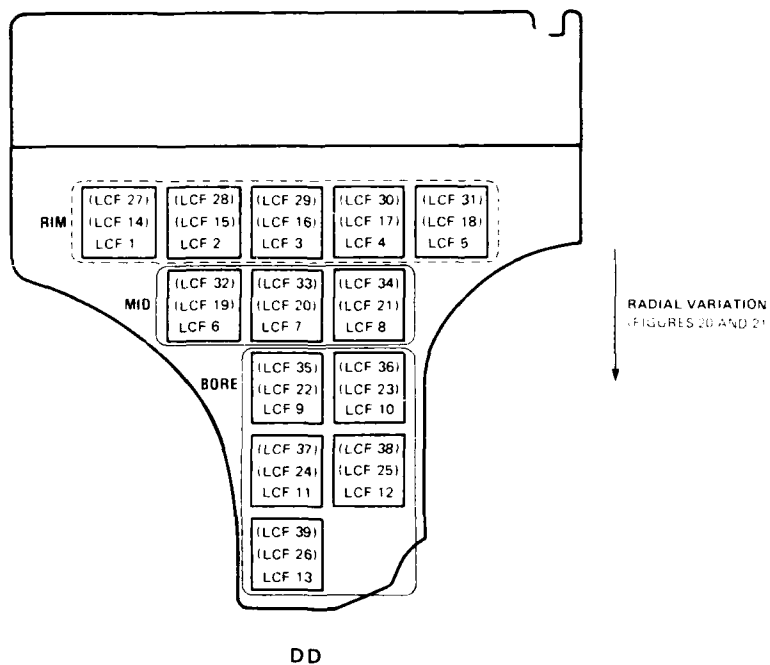 RIM
(LCF 27) (LCF 28) (LCF 29) (LCF 30) (LCF 31)
(LCF 14) (LCF 15) (LCF 16) (LCF 17) (LCF 18)
LCF 1 LCF 2 LCF 3 LCF 4 LCF 5
MID
(LCF 32) (LCF 33) (LCF 34)
(LCF 19) (LCF 20) (LCF 21)
LCF 6 LCF 7 LCF 8
RADIAL VARIATION
(FIGURES 20 AND 21
BORE
(LCF 35) (LCF 36)
(LCF 22) (LCF 23)
LCF 9 LCF 10
(LCF 37) (LCF 38)
(LCF 24) (LCF 25)
LCF 11 LCF 12
(LCF 39)
(LCF 26)
LCF 13
DD